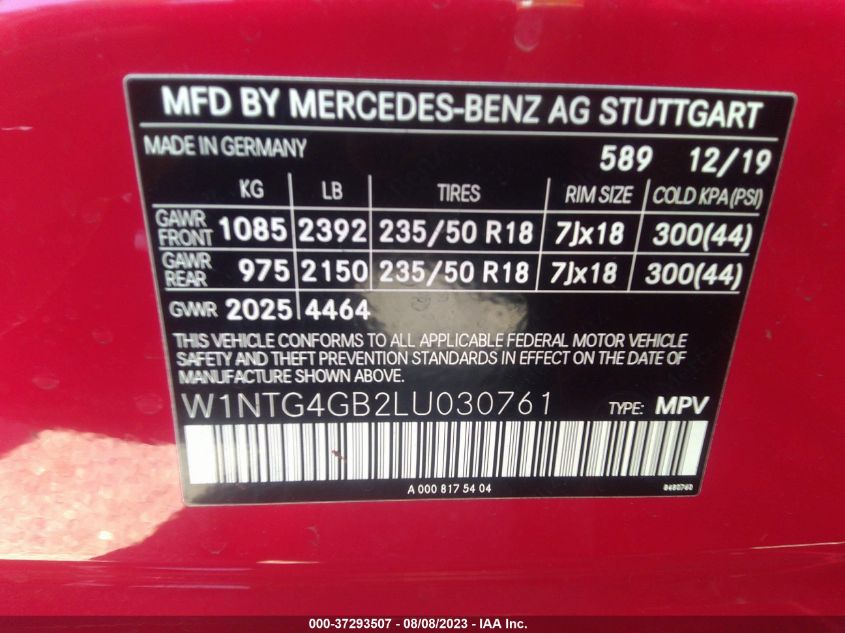 MFD BY MERCEDES-BENZ AG STUTTGART
MADE IN GERMANY 589 12/19
KG LB TIRES RIM SIZE COLD KPA(PSI)
GAWR FRONT 1085 2392 235/50 R18 7Jx18 300(44)
GAWR REAR 975 2150 235/50 R18 7Jx18 300(44)
GVWR 2025 4464
THIS VEHICLE CONFORMS TO ALL APPLICABLE FEDERAL MOTOR VEHICLE
SAFETY AND THEFT PREVENTION STANDARDS IN EFFECT ON THE DATE OF
MANUFACTURE SHOWN ABOVE.
W1NTG4GB2LU030761 TYPE: MPV
A 000 817 54 04
000-37293507 - 08/08/2023 - IAA Inc.